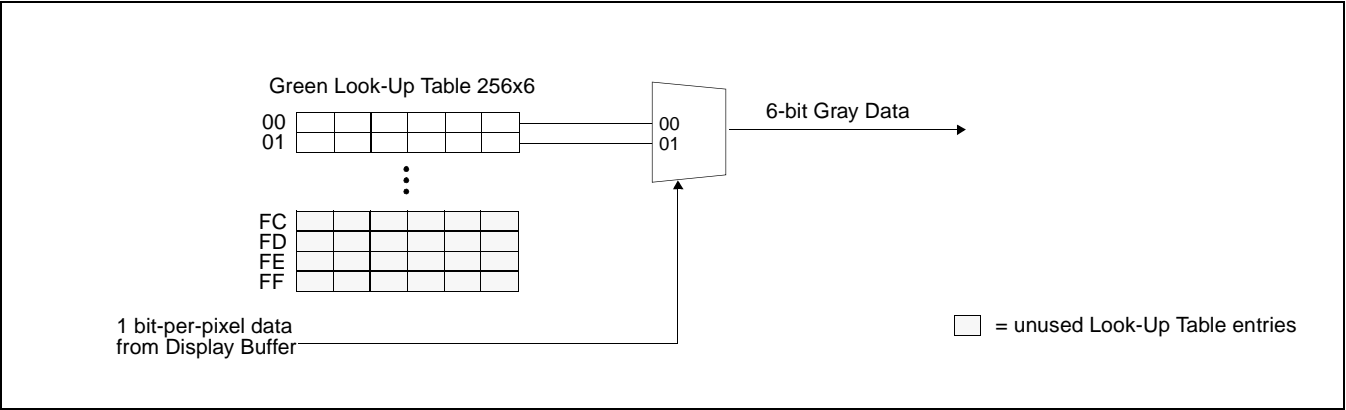 Green Look-Up Table 256x6
00
01
00
01
6-bit Gray Data
FC
FD
FE
FF
1 bit-per-pixel data
from Display Buffer
= unused Look-Up Table entries